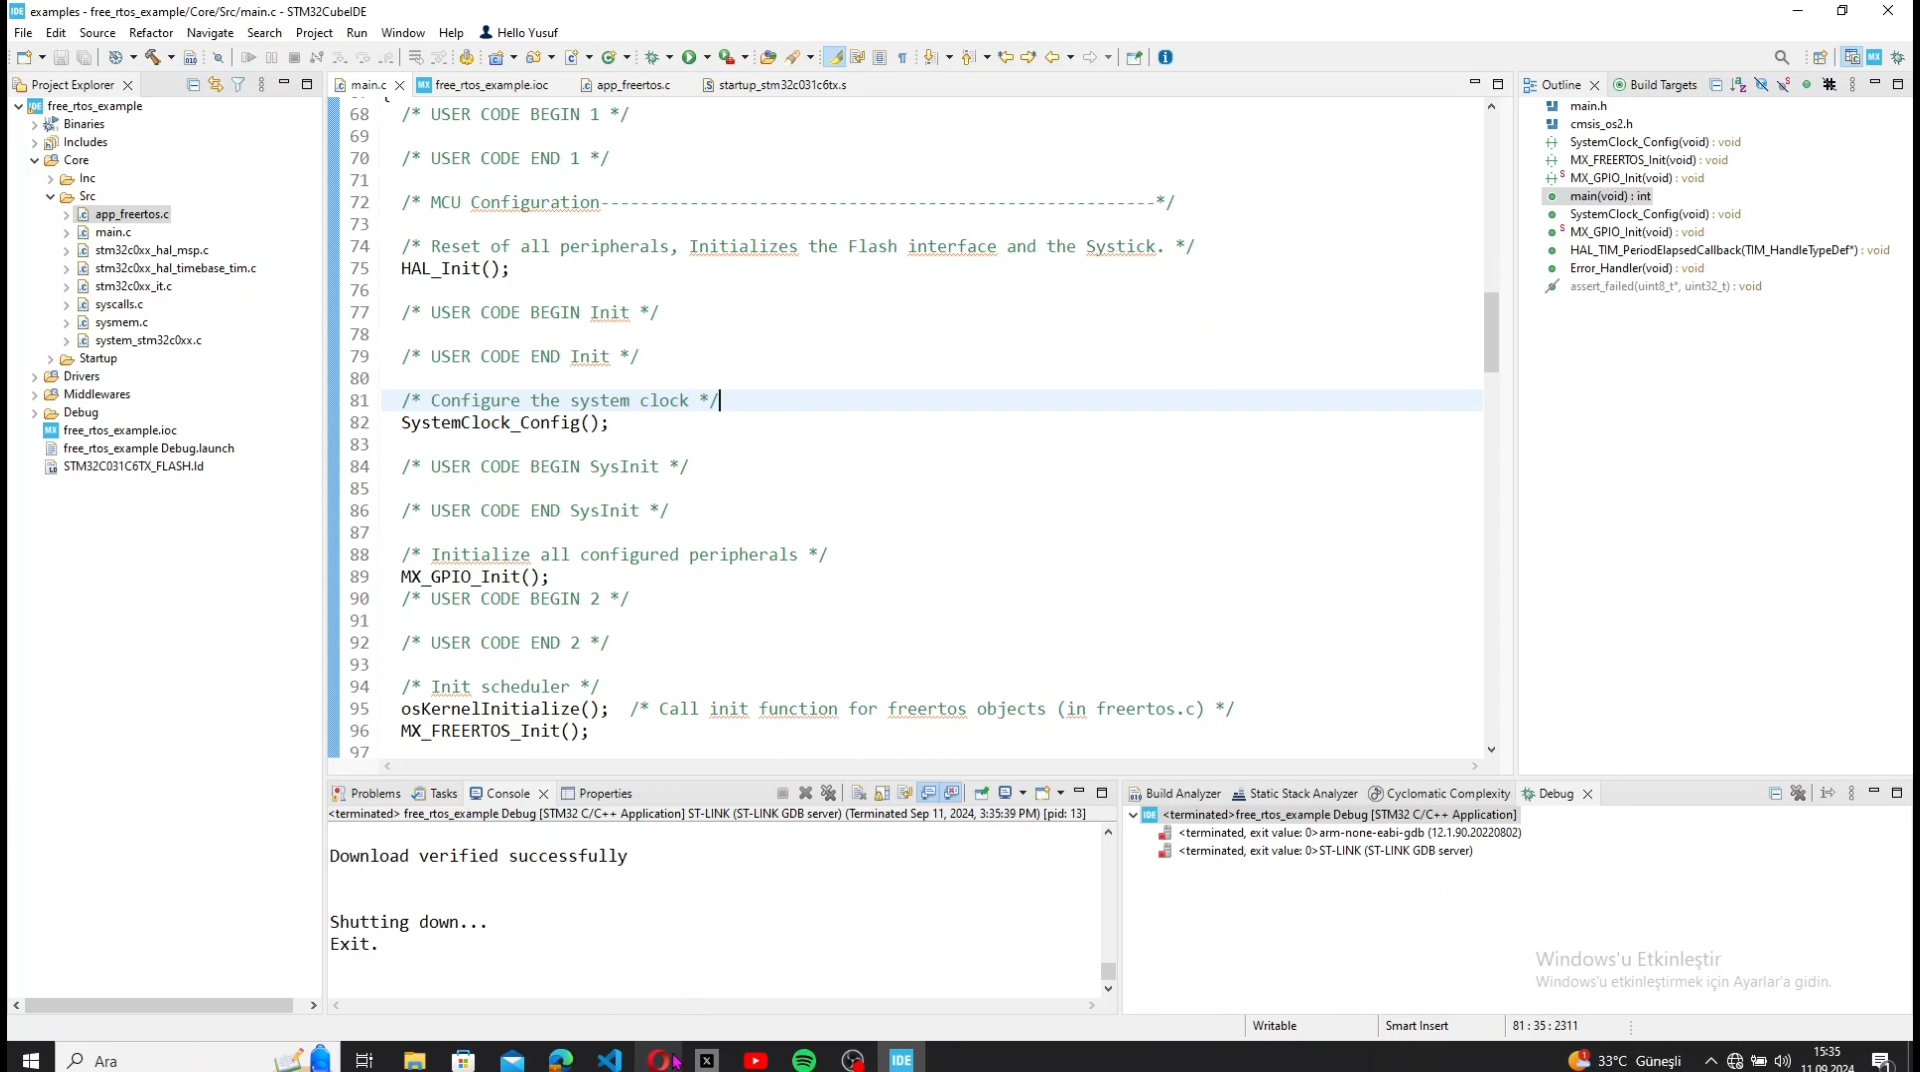 IDE examples - free_rtos_example/Core/Src/main.c - STM32CubeIDE
File Edit Source Refactor Navigate Search Project Run Window Help Hello Yusuf
Project Explorer
free_rtos_example
Binaries
Includes
Core
Inc
Src
app_freertos.c
main.c
stm32c0xx_hal_msp.c
stm32c0xx_hal_timebase_tim.c
stm32c0xx_it.c
syscalls.c
sysmem.c
system_stm32c0xx.c
Startup
Drivers
Middlewares
Debug
MX free_rtos_example.ioc
free_rtos_example Debug.launch
STM32C031C6TX_FLASH.ld
main.c MX free_rtos_example.ioc app_freertos.c startup_stm32c031c6tx.s
68 /* USER CODE BEGIN 1 */
69
70 /* USER CODE END 1 */
71
72 /* MCU Configuration--------------------------------------------------------*/
73
74 /* Reset of all peripherals, Initializes the Flash interface and the Systick. */
75 HAL_Init();
76
77 /* USER CODE BEGIN Init */
78
79 /* USER CODE END Init */
80
81 /* Configure the system clock */
82 SystemClock_Config();
83
84 /* USER CODE BEGIN SysInit */
85
86 /* USER CODE END SysInit */
87
88 /* Initialize all configured peripherals */
89 MX_GPIO_Init();
90 /* USER CODE BEGIN 2 */
91
92 /* USER CODE END 2 */
93
94 /* Init scheduler */
95 osKernelInitialize(); /* Call init function for freertos objects (in freertos.c) */
96 MX_FREERTOS_Init();
97
Outline Build Targets
main.h
cmsis_os2.h
SystemClock_Config(void) : void
MX_FREERTOS_Init(void) : void
MX_GPIO_Init(void) : void
main(void) : int
SystemClock_Config(void) : void
MX_GPIO_Init(void) : void
HAL_TIM_PeriodElapsedCallback(TIM_HandleTypeDef*) : void
Error_Handler(void) : void
assert_failed(uint8_t*, uint32_t) : void
Problems Tasks Console Properties
<terminated> free_rtos_example Debug [STM32 C/C++ Application] ST-LINK (ST-LINK GDB server) (Terminated Sep 11, 2024, 3:35:39 PM) [pid: 13]
Download verified successfully
Shutting down...
Exit.
Build Analyzer Static Stack Analyzer Cyclomatic Complexity Debug
IDE <terminated>free_rtos_example Debug [STM32 C/C++ Application]
<terminated, exit value: 0>arm-none-eabi-gdb (12.1.90.20220802)
<terminated, exit value: 0>ST-LINK (ST-LINK GDB server)
Windows'u Etkinleştir
Windows'u etkinleştirmek için Ayarlar'a gidin.
Writable Smart Insert 81 : 35 : 2311
Ara IDE 33°C Güneşli 15:35
11.09.2024